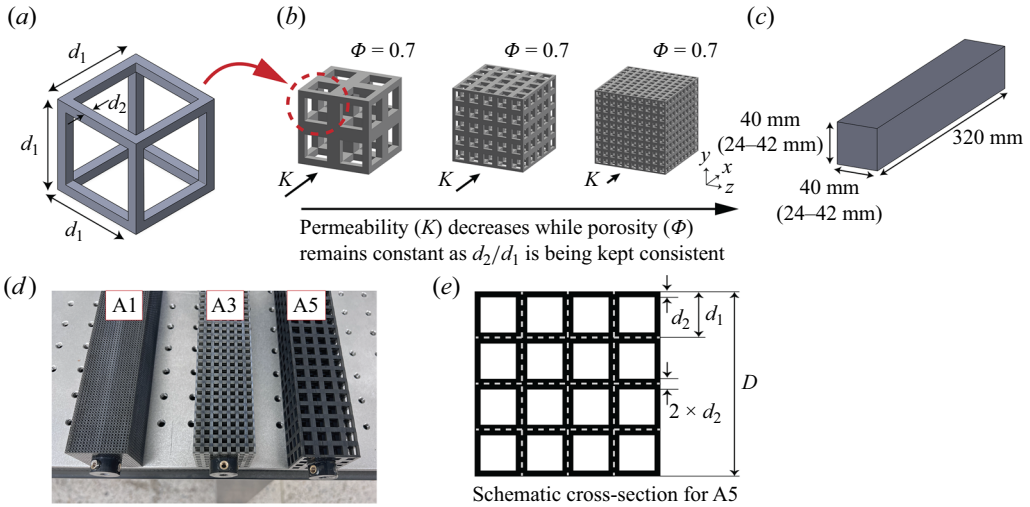 (a)
d₁
d₂
d₁
d₁
(b)
Φ = 0.7
Φ = 0.7
Φ = 0.7
K
K
K
y
x
z
Permeability (K) decreases while porosity (Φ)
remains constant as d₂/d₁ is being kept consistent
(c)
40 mm
(24–42 mm)
320 mm
40 mm
(24–42 mm)
(d)
A1
A3
A5
(e)
d₂
d₁
D
2 × d₂
Schematic cross-section for A5